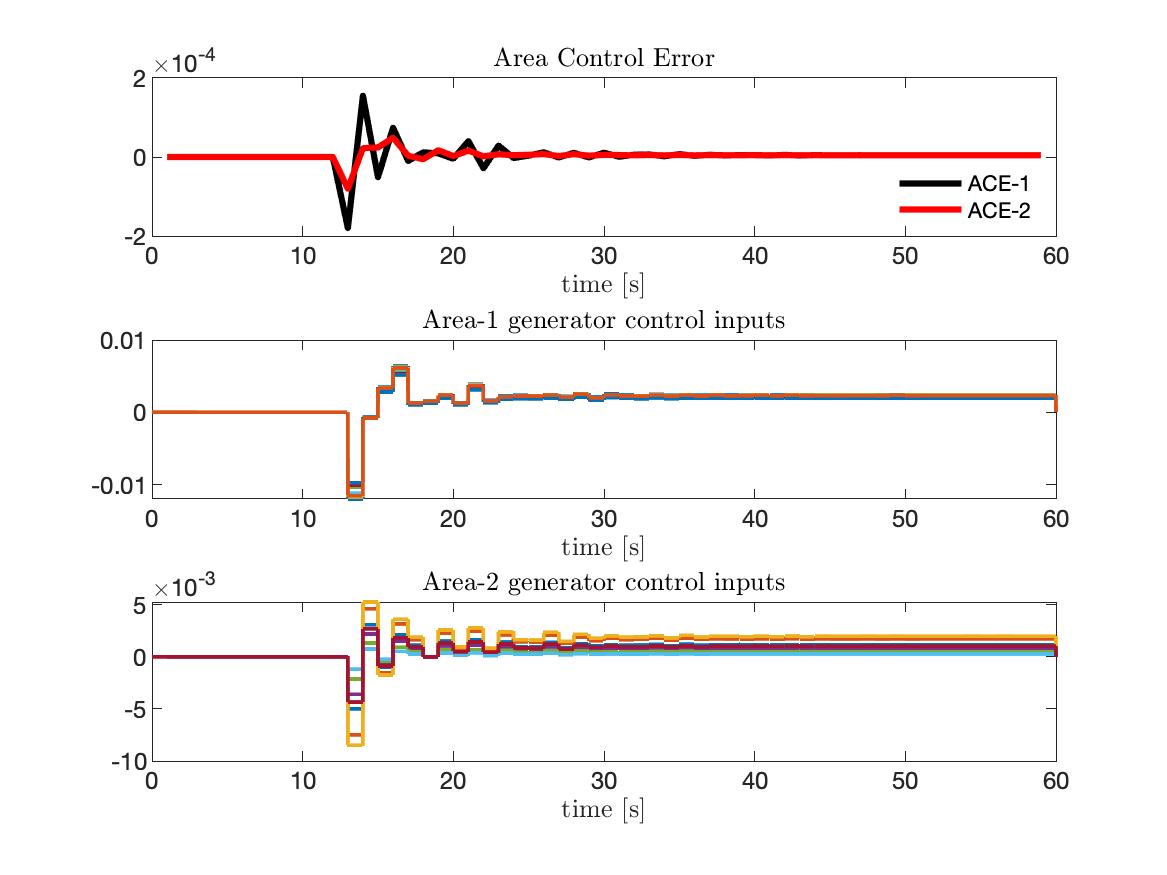 Area Control Error
×10-4
2
0
-2
ACE-1
ACE-2
0 10 20 30 40 50 60
time [s]
Area-1 generator control inputs
0.01
0
-0.01
0 10 20 30 40 50 60
time [s]
Area-2 generator control inputs
×10-3
5
0
-5
-10
0 10 20 30 40 50 60
time [s]